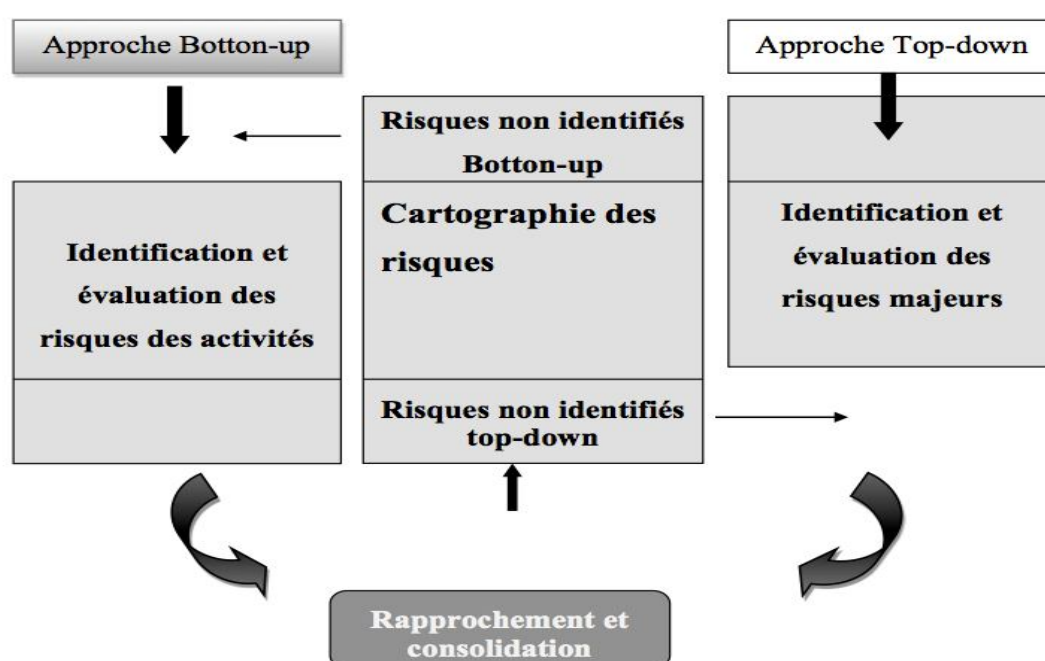 Approche Botton-up
Approche Top-down
Risques non identifiés
Botton-up
Cartographie des
risques
Identification et
évaluation des
risques des activités
Identification et
évaluation des
risques majeurs
Risques non identifiés
top-down
Rapprochement et
consolidation